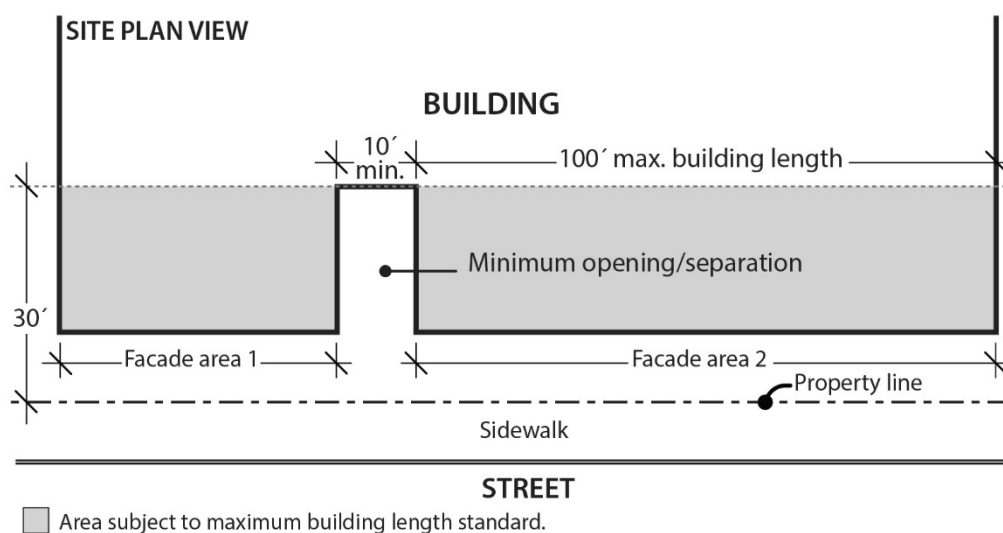 SITE PLAN VIEW
BUILDING
10´
min.
100´ max. building length
Minimum opening/separation
30´
Facade area 1
Facade area 2
Property line
Sidewalk
STREET
Area subject to maximum building length standard.